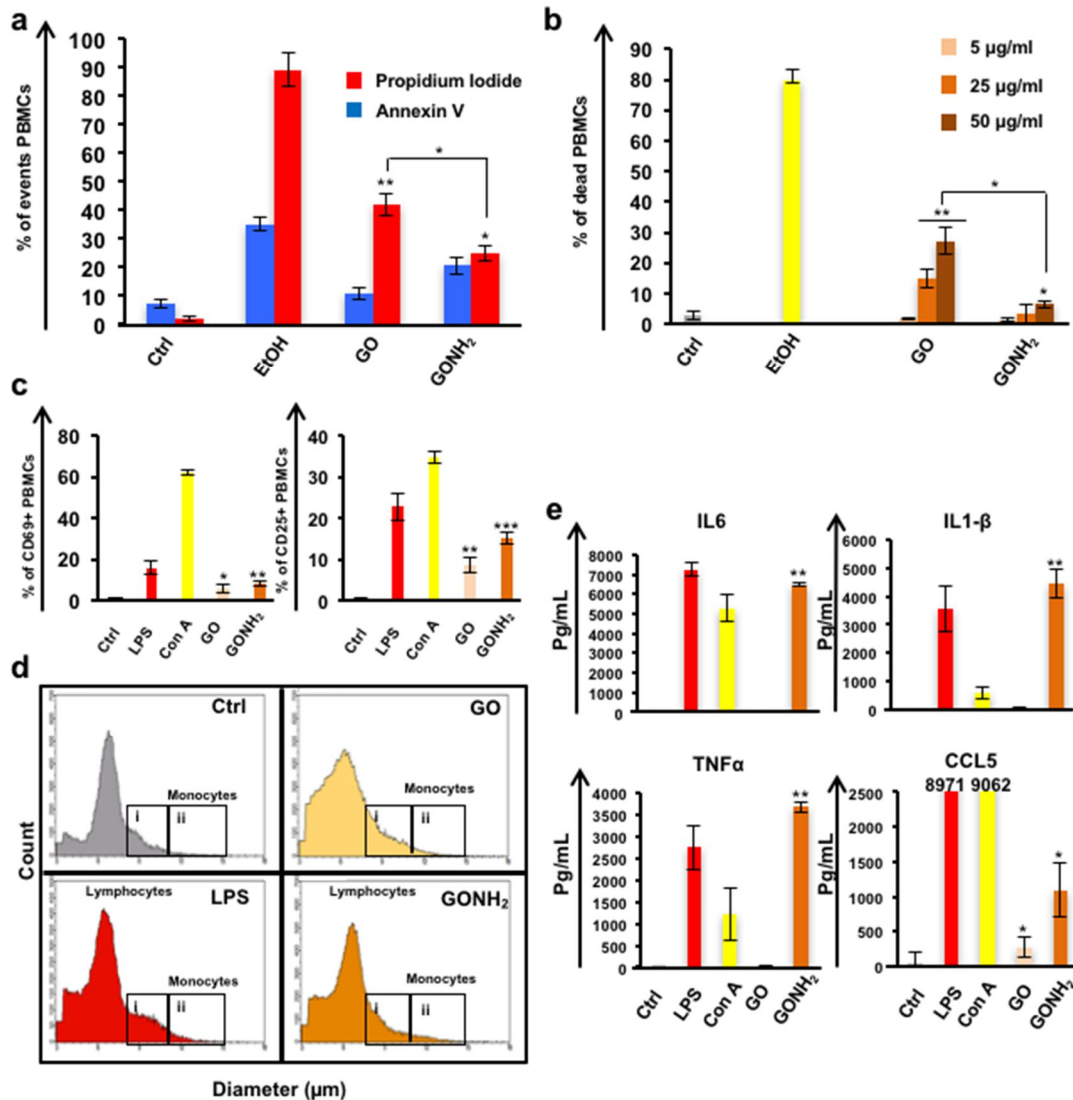 a
% of events PBMCs
100
90
80
70
60
50
40
30
20
10
0
Propidium Iodide
Annexin V
*
**
*
Ctrl
EtOH
GO
GONH₂
b
% of dead PBMCs
90
80
70
60
50
40
30
20
10
0
5 µg/ml
25 µg/ml
50 µg/ml
*
**
*
Ctrl
EtOH
GO
GONH₂
c
% of CD69+ PBMCs
80
60
40
20
0
*
**
Ctrl
LPS
Con A
GO
GONH₂
% of CD25+ PBMCs
40
30
20
10
0
**
***
Ctrl
LPS
Con A
GO
GONH₂
d
Count
Ctrl
Monocytes
i
ii
GO
Monocytes
i
ii
Lymphocytes
LPS
Monocytes
i
ii
Lymphocytes
GONH₂
Monocytes
i
ii
Diameter (µm)
e
IL6
Pg/mL
8000
7000
6000
5000
4000
3000
2000
1000
0
**
IL1-β
Pg/mL
6000
5000
4000
3000
2000
1000
0
**
TNFα
Pg/mL
4000
3500
3000
2500
2000
1500
1000
500
0
**
Ctrl
LPS
Con A
GO
GONH₂
CCL5
8971 9062
Pg/mL
2500
2000
1500
1000
500
0
*
*
Ctrl
LPS
Con A
GO
GONH₂